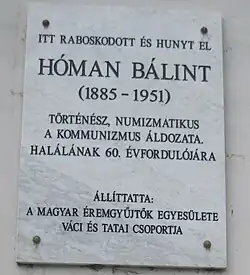 ITT RABOSKODOTT ÉS HUNYT EL
HÓMAN BÁLINT
(1885 – 1951)
TÖRTÉNÉSZ, NUMIZMATIKUS
A KOMMUNIZMUS ÁLDOZATA.
HALÁLÁNAK 60. ÉVFORDULÓJÁRA
ÁLLÍTTATTA:
A MAGYAR ÉREMGYŰJTŐK EGYESÜLETE
VÁCI ÉS TATAI CSOPORTJA